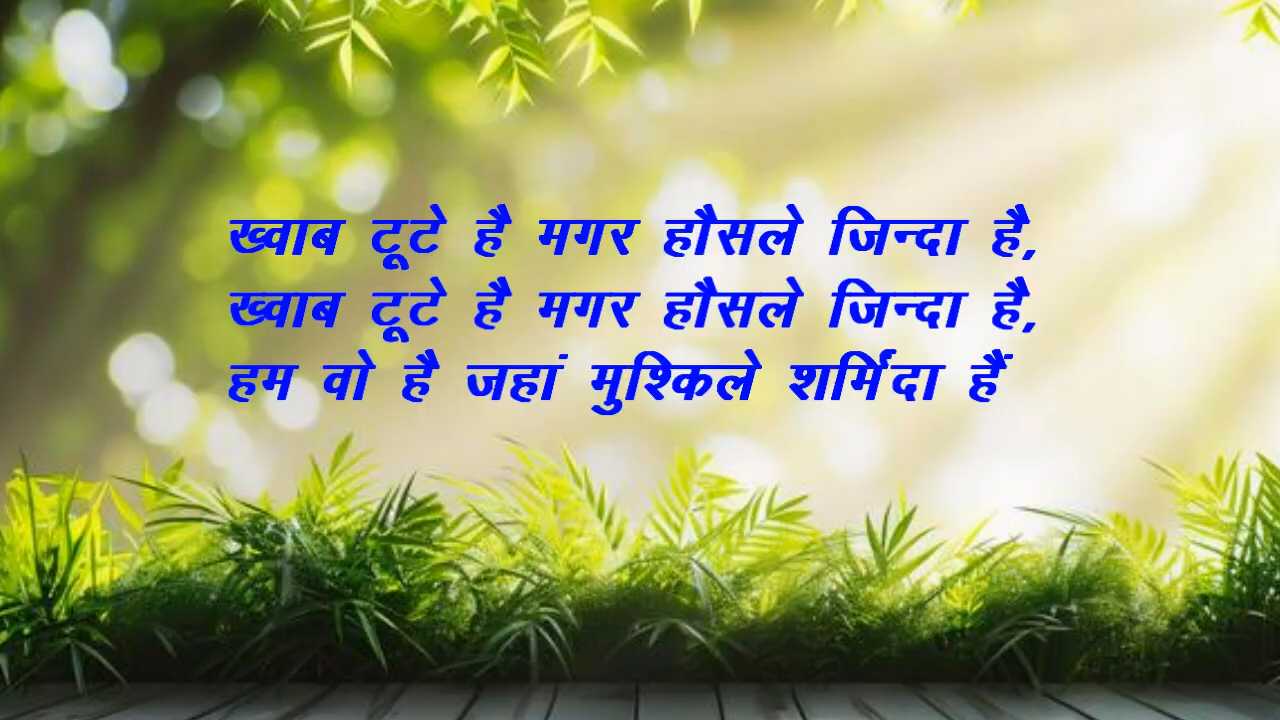 ख्वाब टूटे है मगर हौसले जिन्दा है,
ख्वाब टूटे है मगर हौसले जिन्दा है,
हम वो है जहां मुश्किले शर्मिंदा हैं